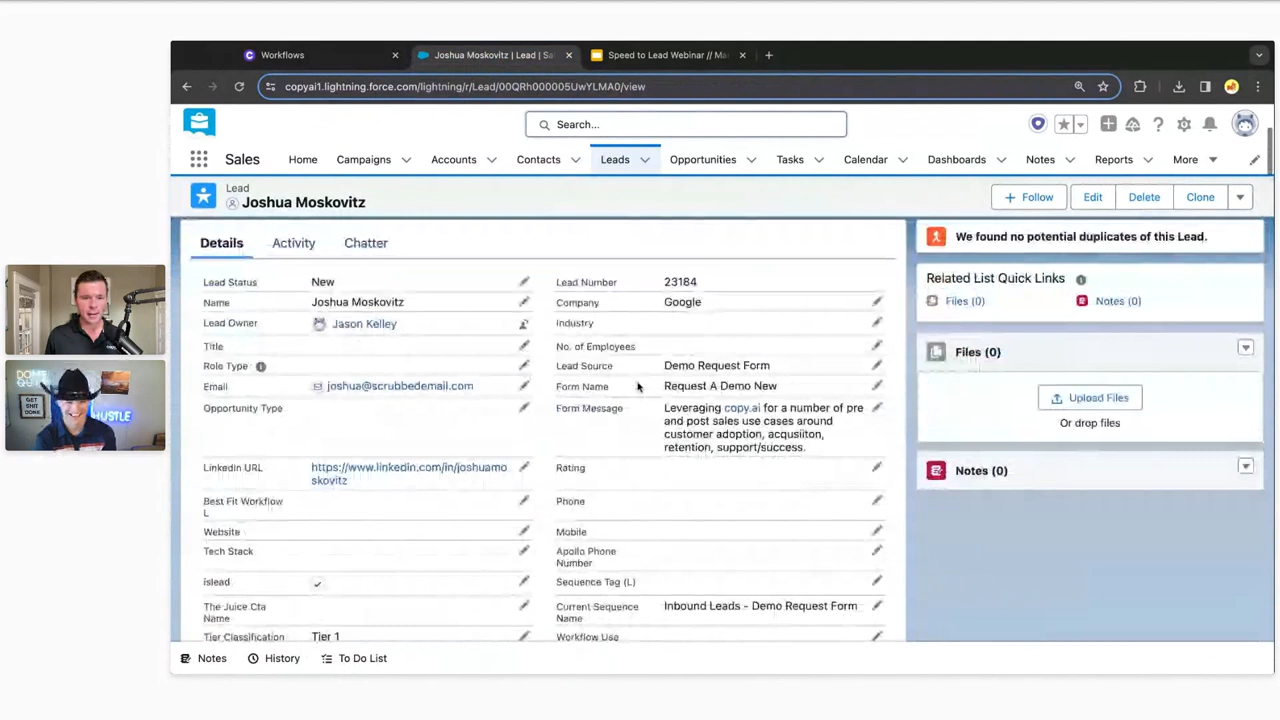 Workflows
Joshua Moskovitz | Lead | Sa
Speed to Lead Webinar // Ma
copyai1.lightning.force.com/lightning/r/Lead/00QRh000005UwYLMA0/view
Search...
Sales
Home
Campaigns
Accounts
Contacts
Leads
Opportunities
Tasks
Calendar
Dashboards
Notes
Reports
More
Lead
Joshua Moskovitz
Follow
Edit
Delete
Clone
Details
Activity
Chatter
Lead Status New
Lead Number 23184
Name Joshua Moskovitz
Company Google
Lead Owner Jason Kelley
Industry
Title
No. of Employees
Role Type
Lead Source Demo Request Form
Email joshua@scrubbedemail.com
Form Name Request A Demo New
Opportunity Type
Form Message Leveraging copy.ai for a number of pre
and post sales use cases around
customer adoption, acqusiiton,
retention, support/success.
Linkedin URL https://www.linkedin.com/in/joshuamo
skovitz
Rating
Best Fit Workflow
L
Phone
Website
Mobile
Tech Stack
Apollo Phone
Number
islead
Sequence Tag (L)
The Juice Cta
Name
Current Sequence
Name
Inbound Leads - Demo Request Form
Tier Classification Tier 1
Workflow Use
We found no potential duplicates of this Lead.
Related List Quick Links
Files (0)
Notes (0)
Files (0)
Upload Files
Or drop files
Notes (0)
Notes
History
To Do List
GET
SHIT
DONE
HUSTLE